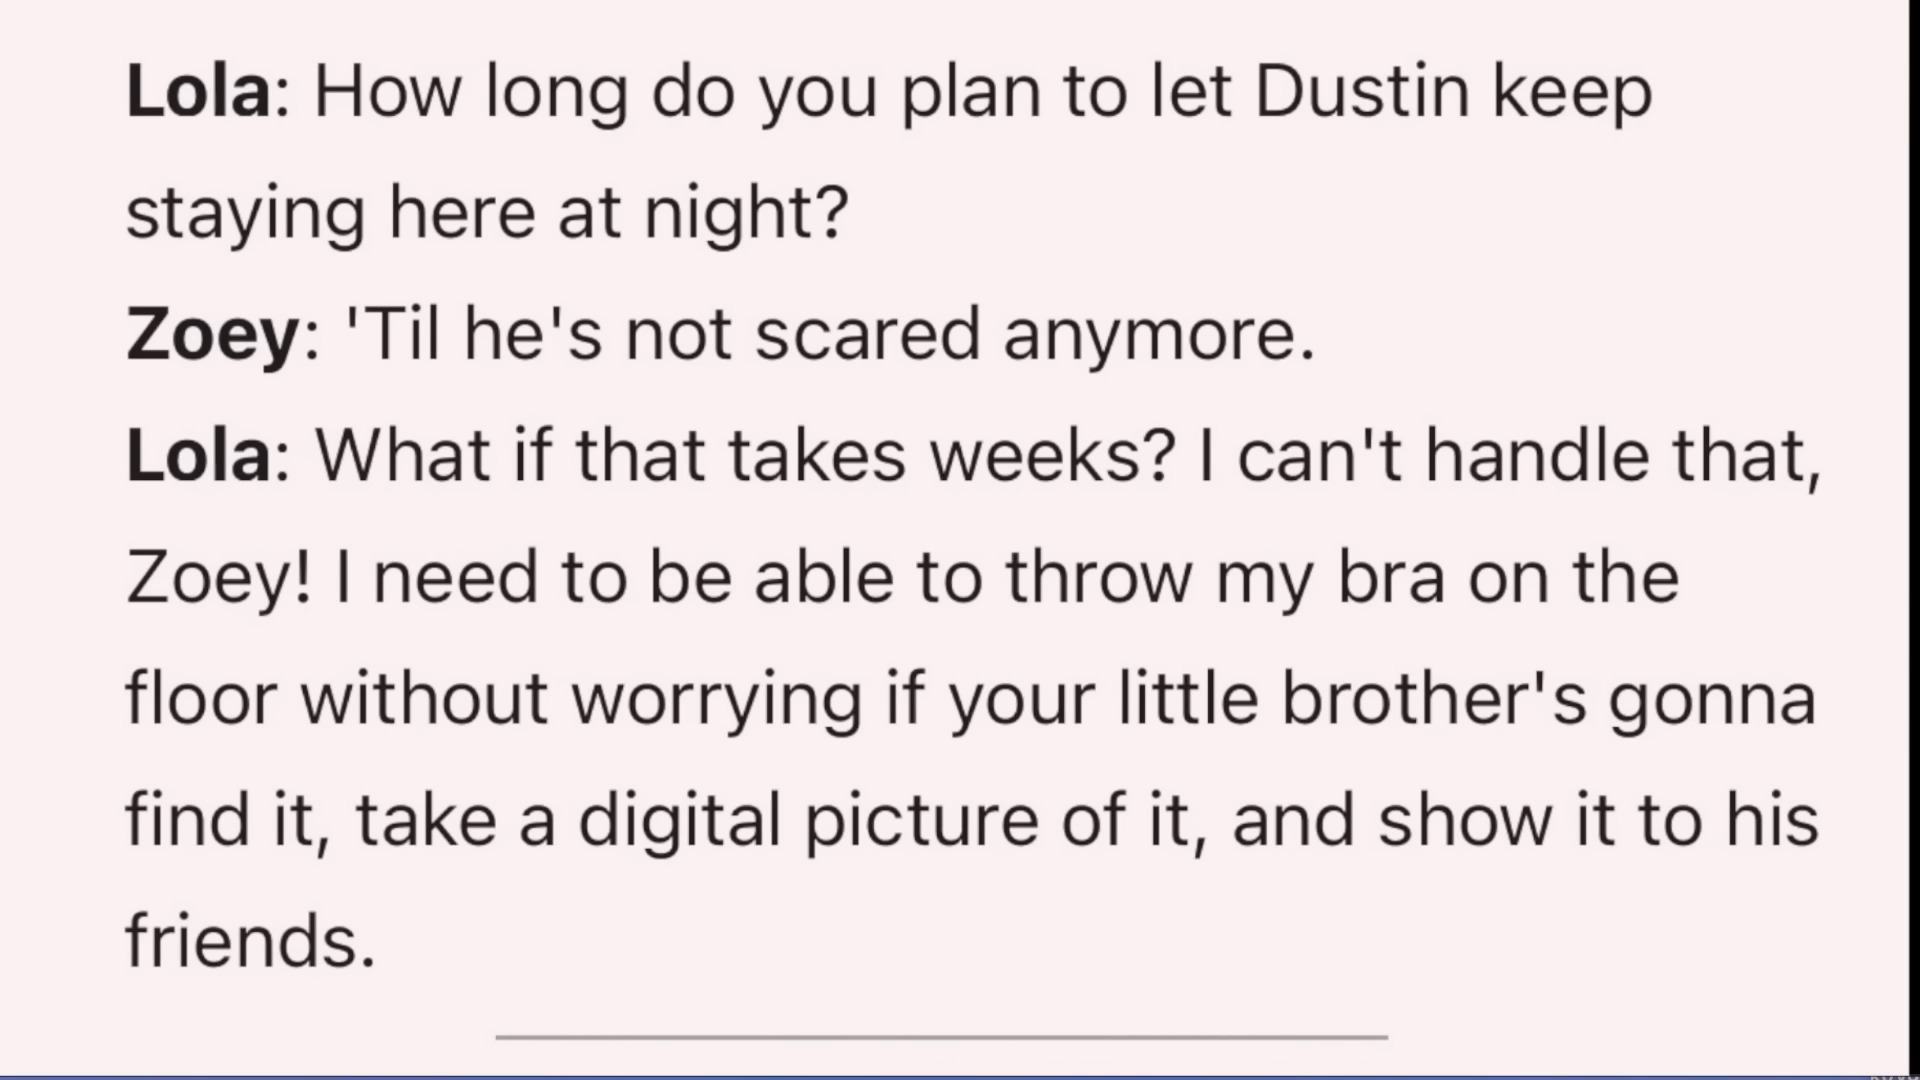 Lola: How long do you plan to let Dustin keep
staying here at night?
Zoey: 'Til he's not scared anymore.
Lola: What if that takes weeks? I can't handle that,
Zoey! I need to be able to throw my bra on the
floor without worrying if your little brother's gonna
find it, take a digital picture of it, and show it to his
friends.